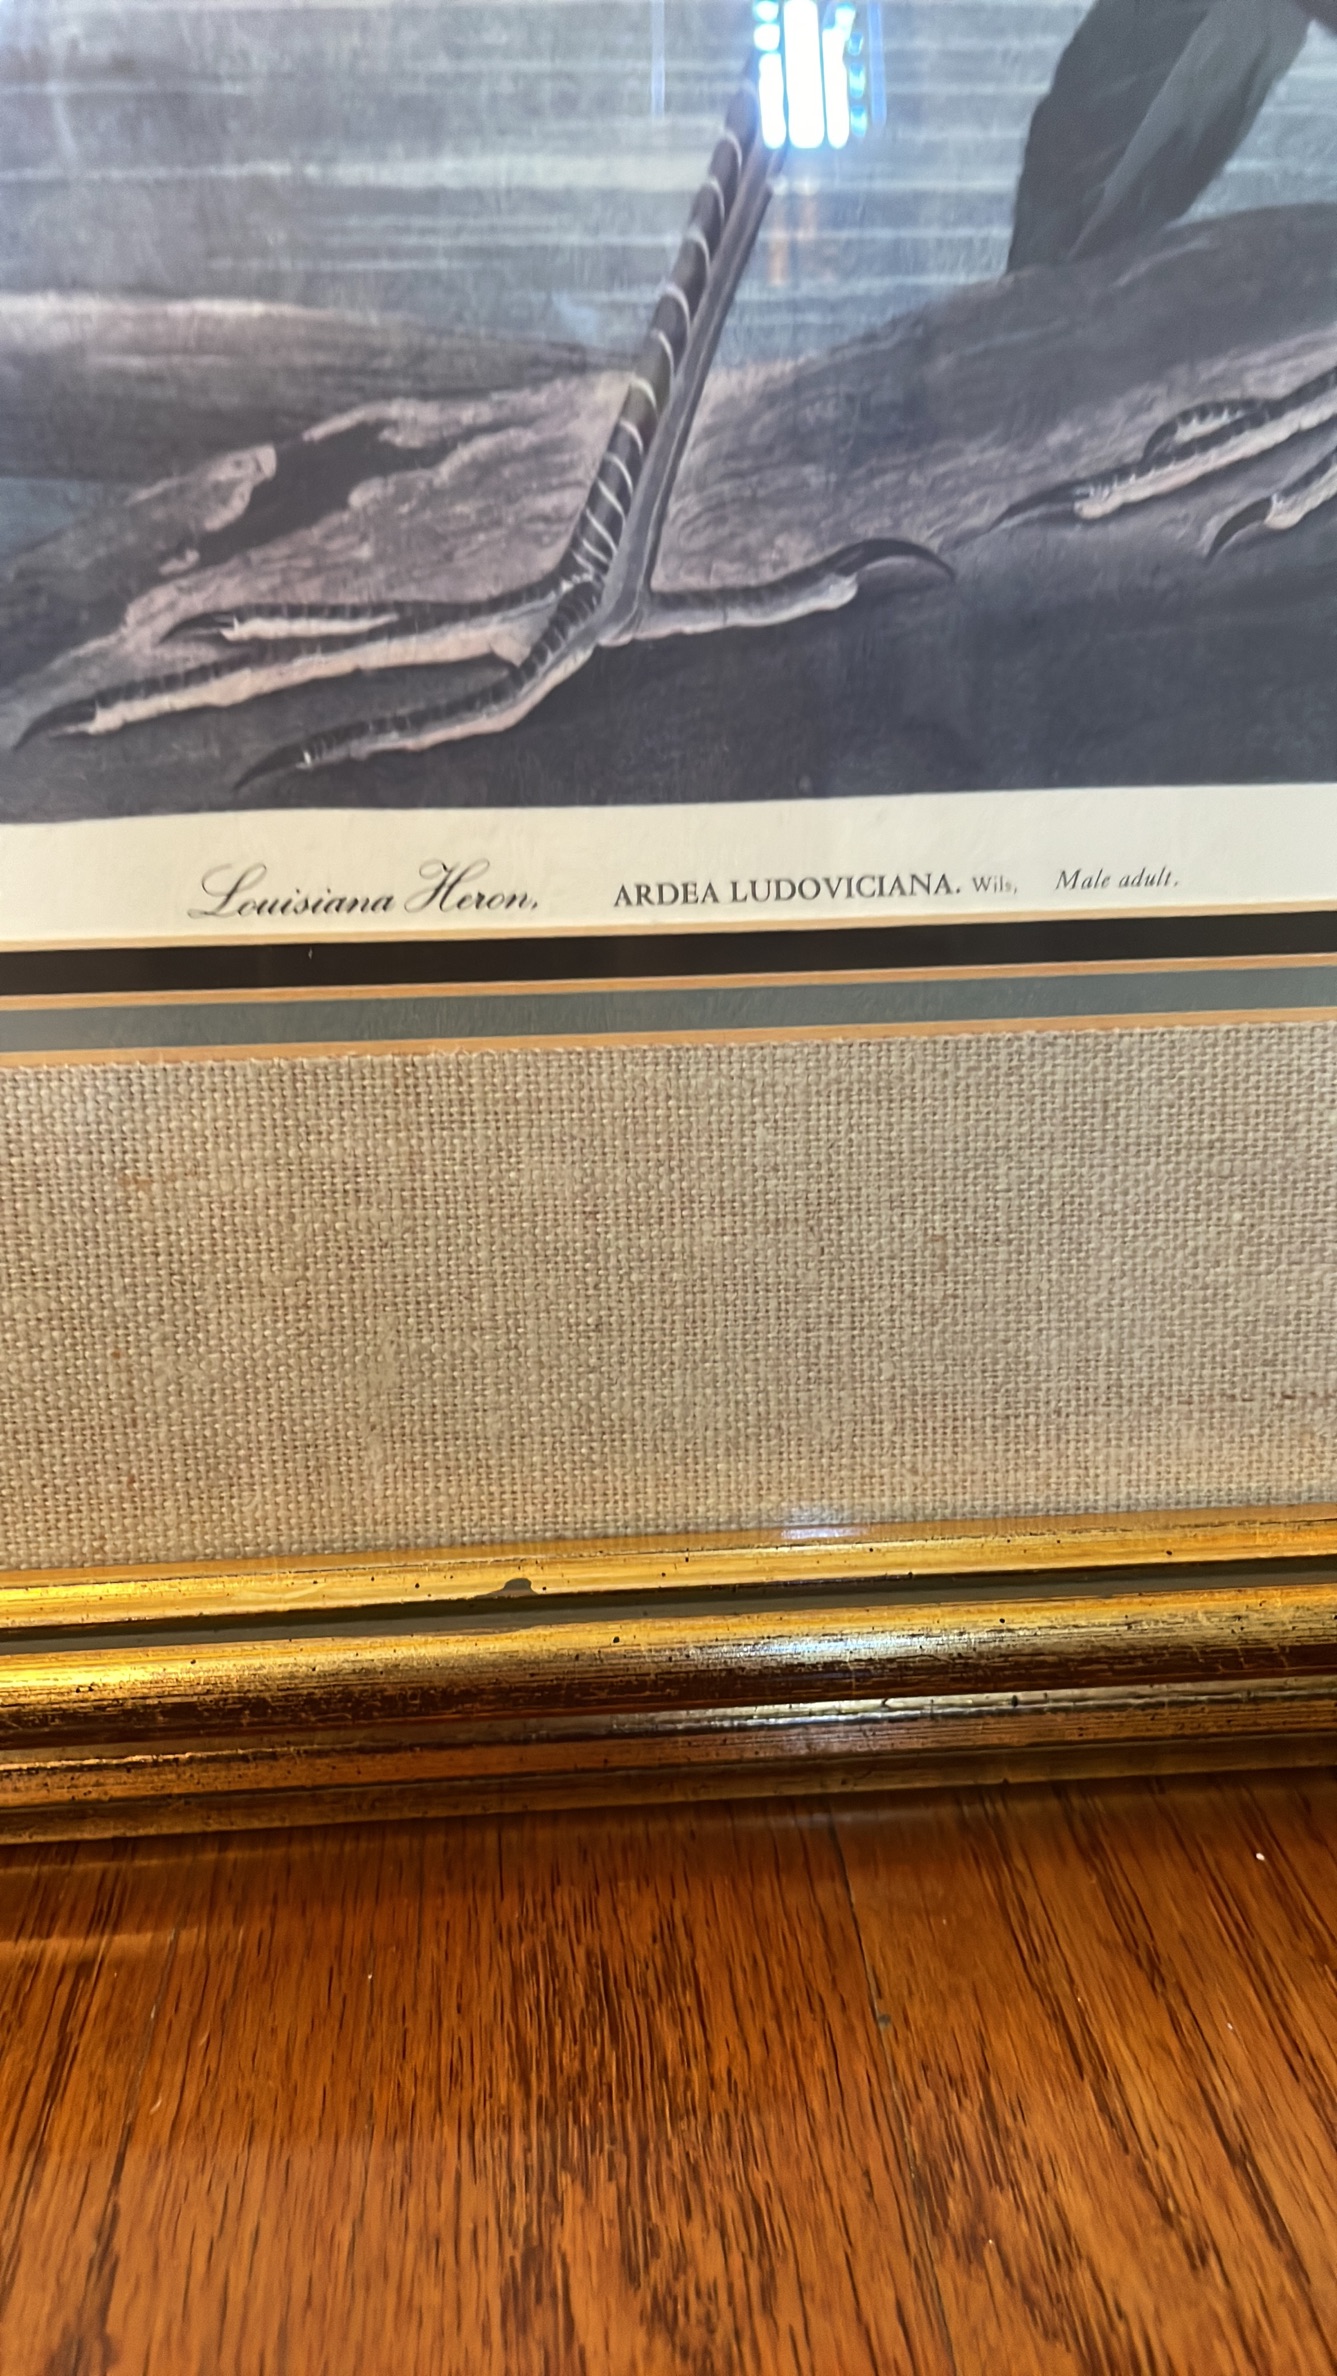 Louisiana Heron, ARDEA LUDOVICIANA. Wils, Male adult.